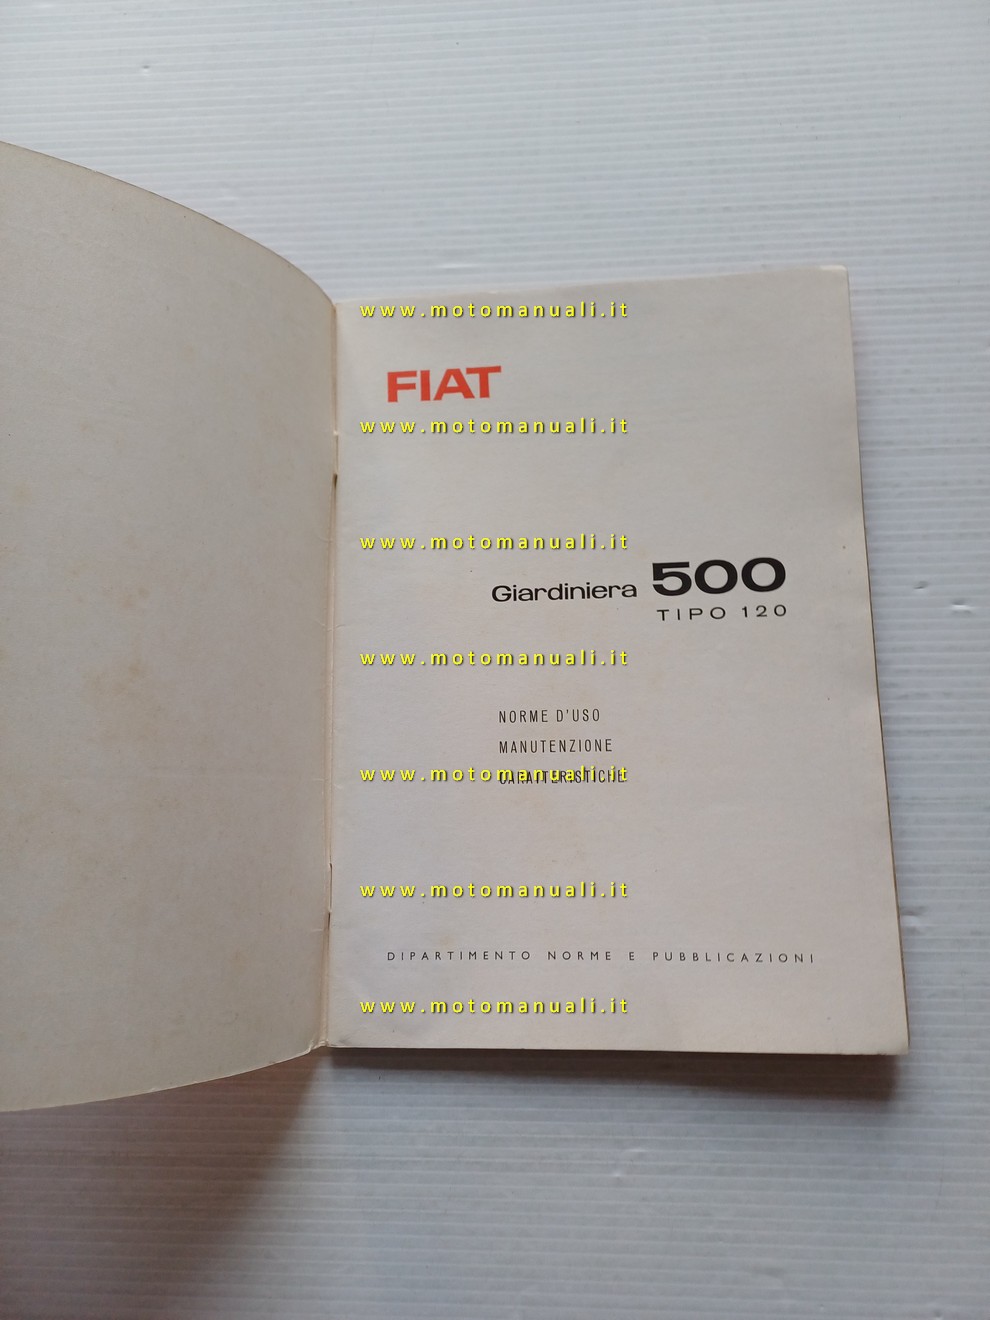 www.motomanuali.it
FIAT
www.motomanuali.it
www.motomanuali.it
Giardiniera 500
TIPO 120
www.motomanuali.it
NORME D'USO
MANUTENZIONE
CARATTERISTICHE
www.motomanuali.it
www.motomanuali.it
DIPARTIMENTO NORME E PUBBLICAZIONI
www.motomanuali.it